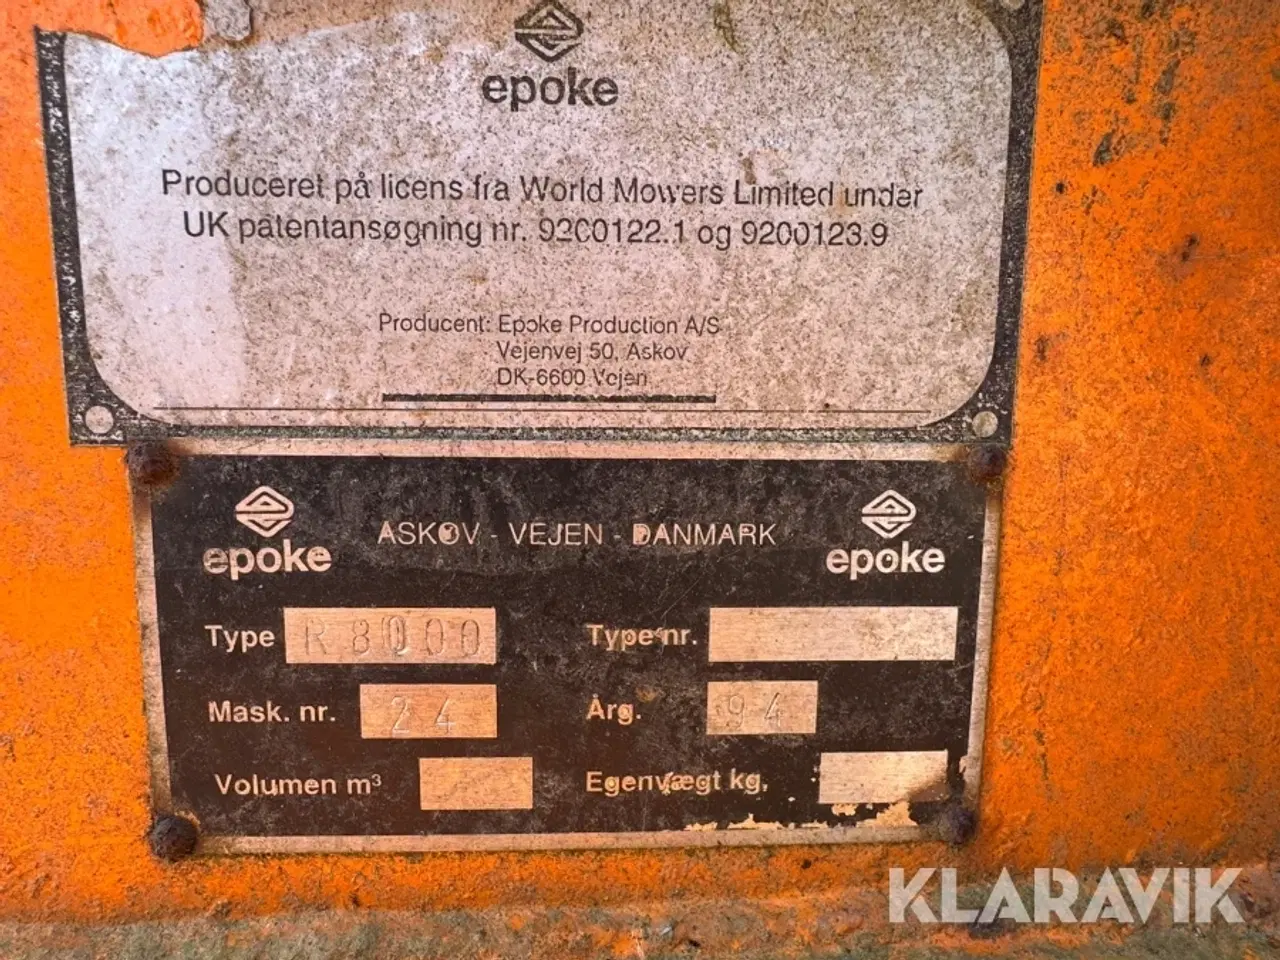 epoke
Produceret på licens fra World Mowers Limited under
UK patentansøgning nr. 9200122.1 og 9200123.9
Producent: Epoke Production A/S
Vejenvej 50, Askov
DK-6600 Vejen
epoke
ASKOV - VEJEN - DANMARK
epoke
Type R 8000
Type nr.
Mask. nr. 24
Årg. 94
Volumen m³
Egenvægt kg.
KLARAVIK